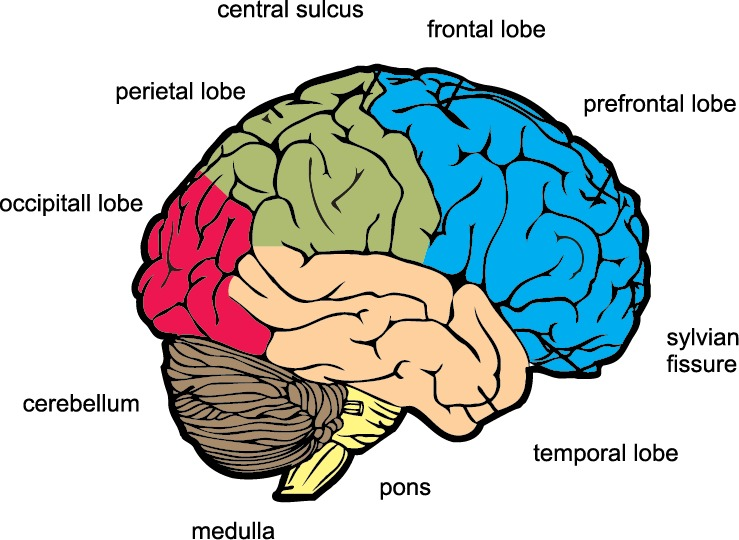 central sulcus
frontal lobe
perietal lobe
prefrontal lobe
occipitall lobe
sylvian
fissure
cerebellum
temporal lobe
pons
medulla